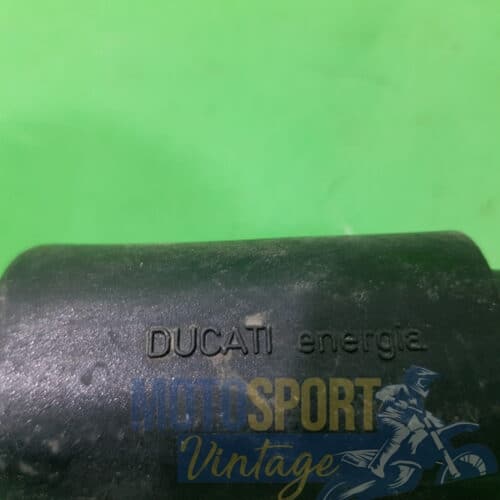 DUCATI energia
MOTOSPORT
Vintage